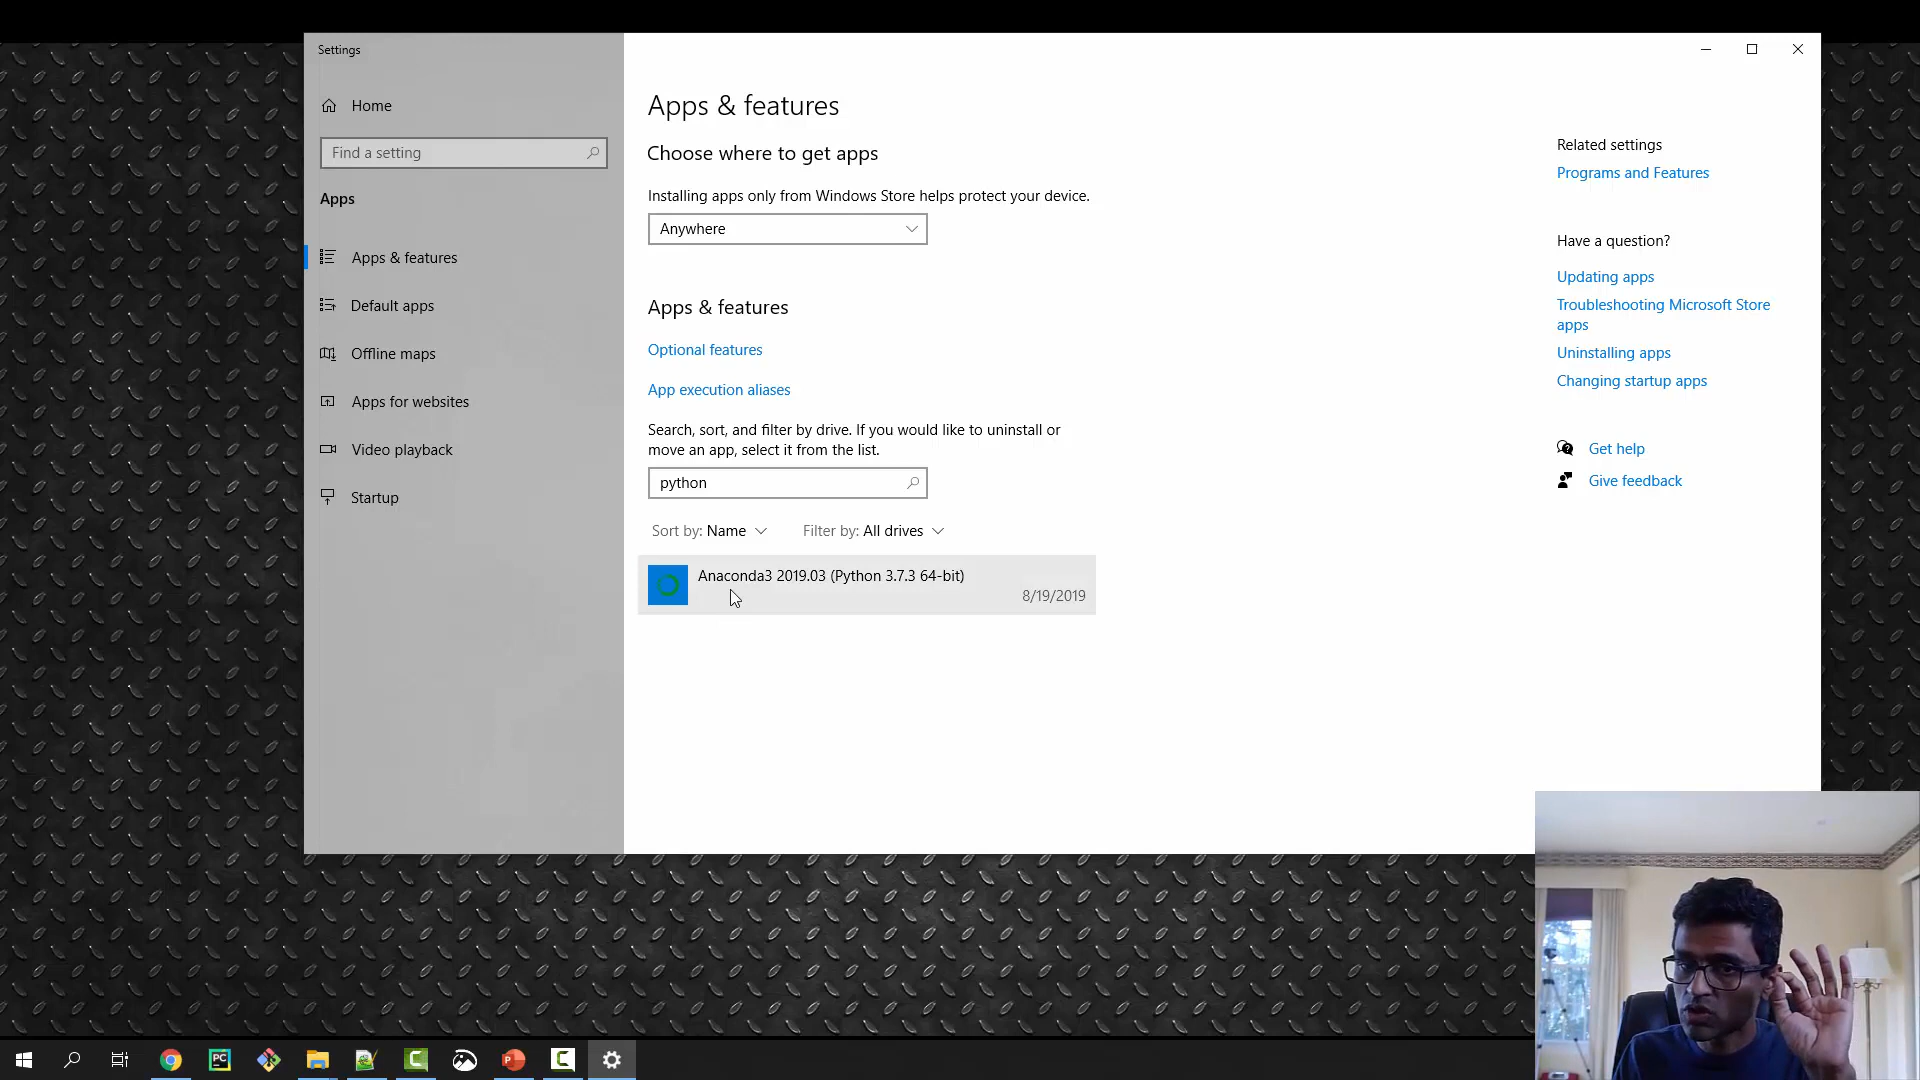 Settings
Home
Find a setting
Apps
Apps & features
Default apps
Offline maps
Apps for websites
Video playback
Startup
Apps & features
Choose where to get apps
Installing apps only from Windows Store helps protect your device.
Anywhere
Apps & features
Optional features
App execution aliases
Search, sort, and filter by drive. If you would like to uninstall or
move an app, select it from the list.
python
Sort by: Name
Filter by: All drives
Anaconda3 2019.03 (Python 3.7.3 64-bit)
8/19/2019
Related settings
Programs and Features
Have a question?
Updating apps
Troubleshooting Microsoft Store
apps
Uninstalling apps
Changing startup apps
Get help
Give feedback
PC